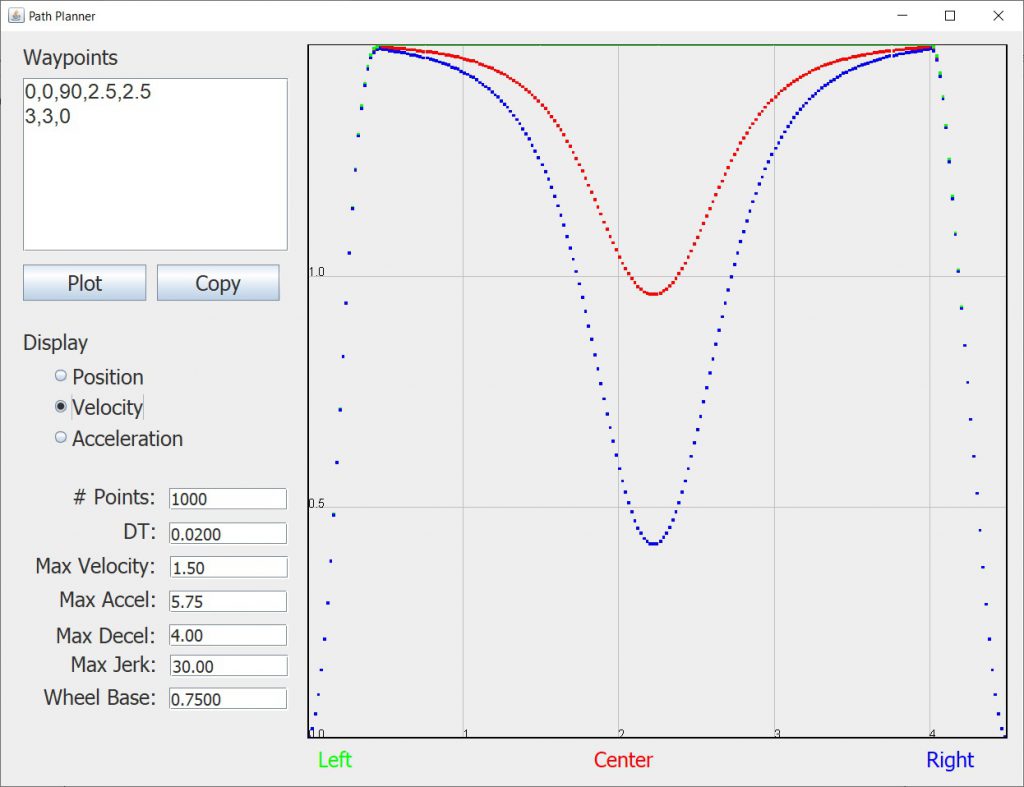 Path Planner
Waypoints
0,0,90,2.5,2.5
3,3,0
Plot Copy
Display
Position
Velocity
Acceleration
# Points: 1000
DT: 0.0200
Max Velocity: 1.50
Max Accel: 5.75
Max Decel: 4.00
Max Jerk: 30.00
Wheel Base: 0.7500
1.0
0.5
1 2 3 4
Left Center Right